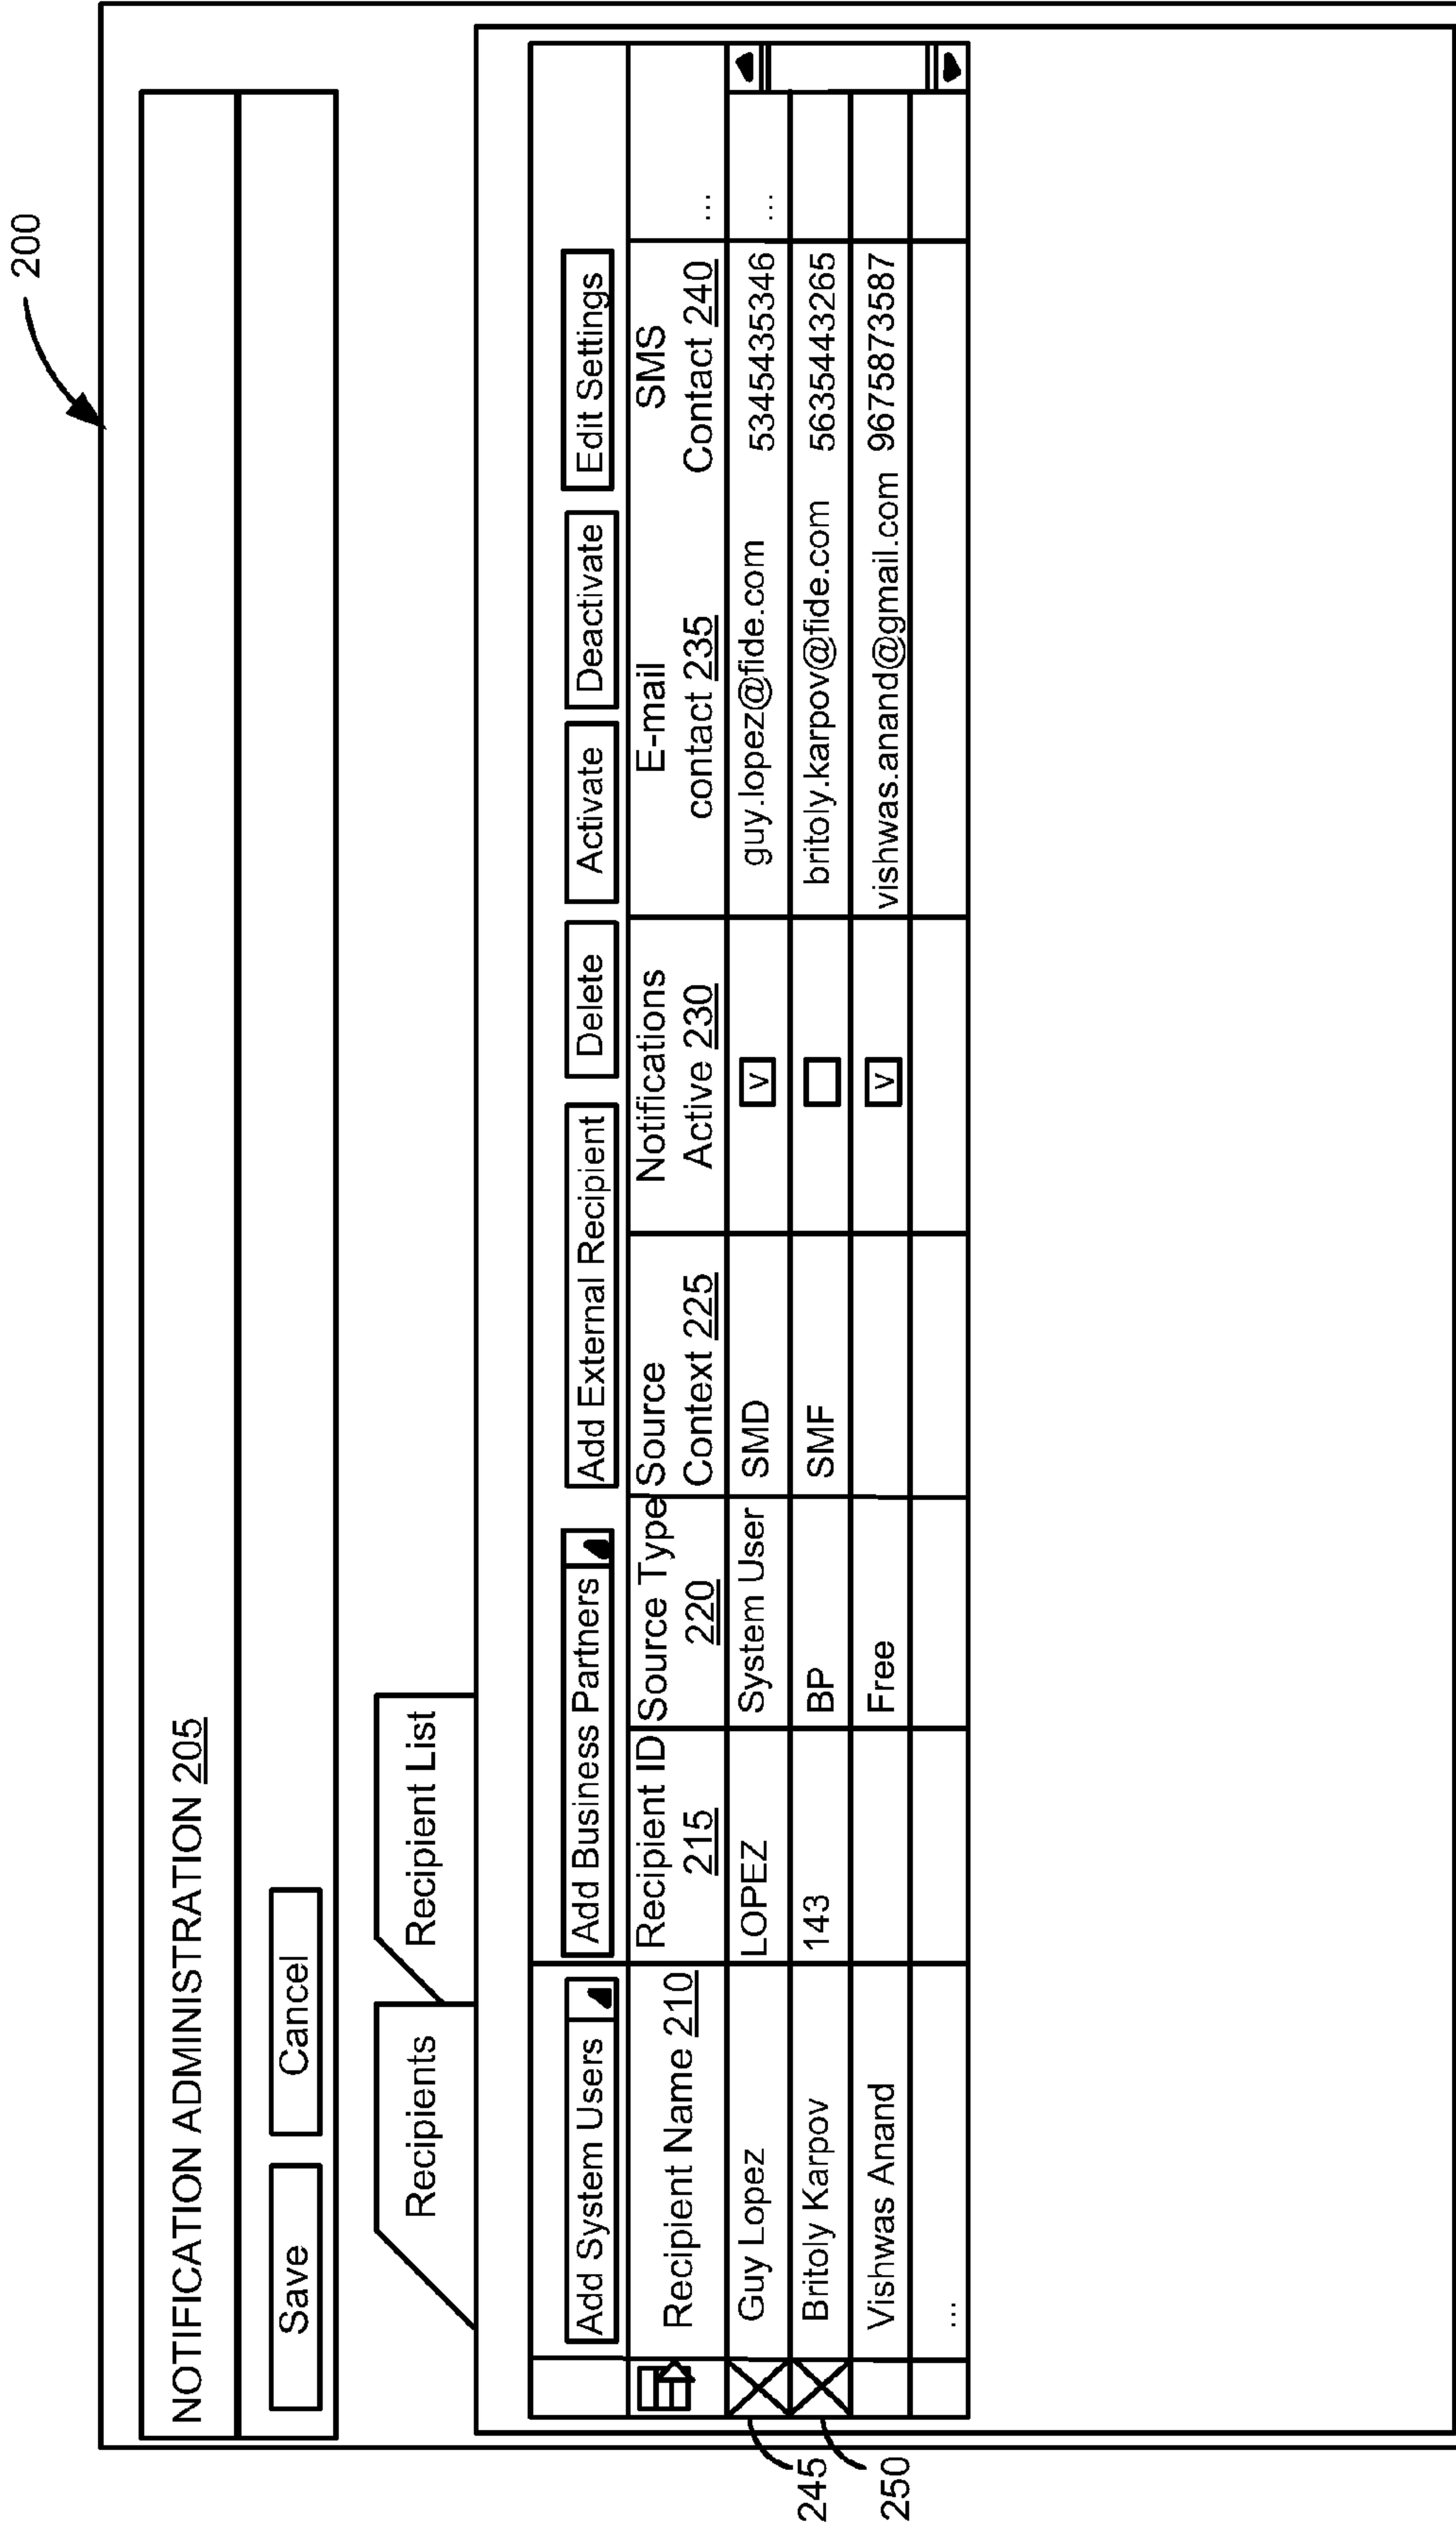 200
NOTIFICATION ADMINISTRATION 205
Save Cancel
Recipients Recipient List
Add System Users Add Business Partners Add External Recipient Delete Activate Deactivate Edit Settings
Recipient Name 210 Recipient ID 215 Source Type 220 Source Context 225 Notifications Active 230 E-mail contact 235 SMS Contact 240 ...
Guy Lopez LOPEZ System User SMD v guy.lopez@fide.com 5345435346 ...
Britoly Karpov 143 BP SMF britoly.karpov@fide.com 5635443265
Vishwas Anand Free v vishwas.anand@gmail.com 9675873587
...
245
250